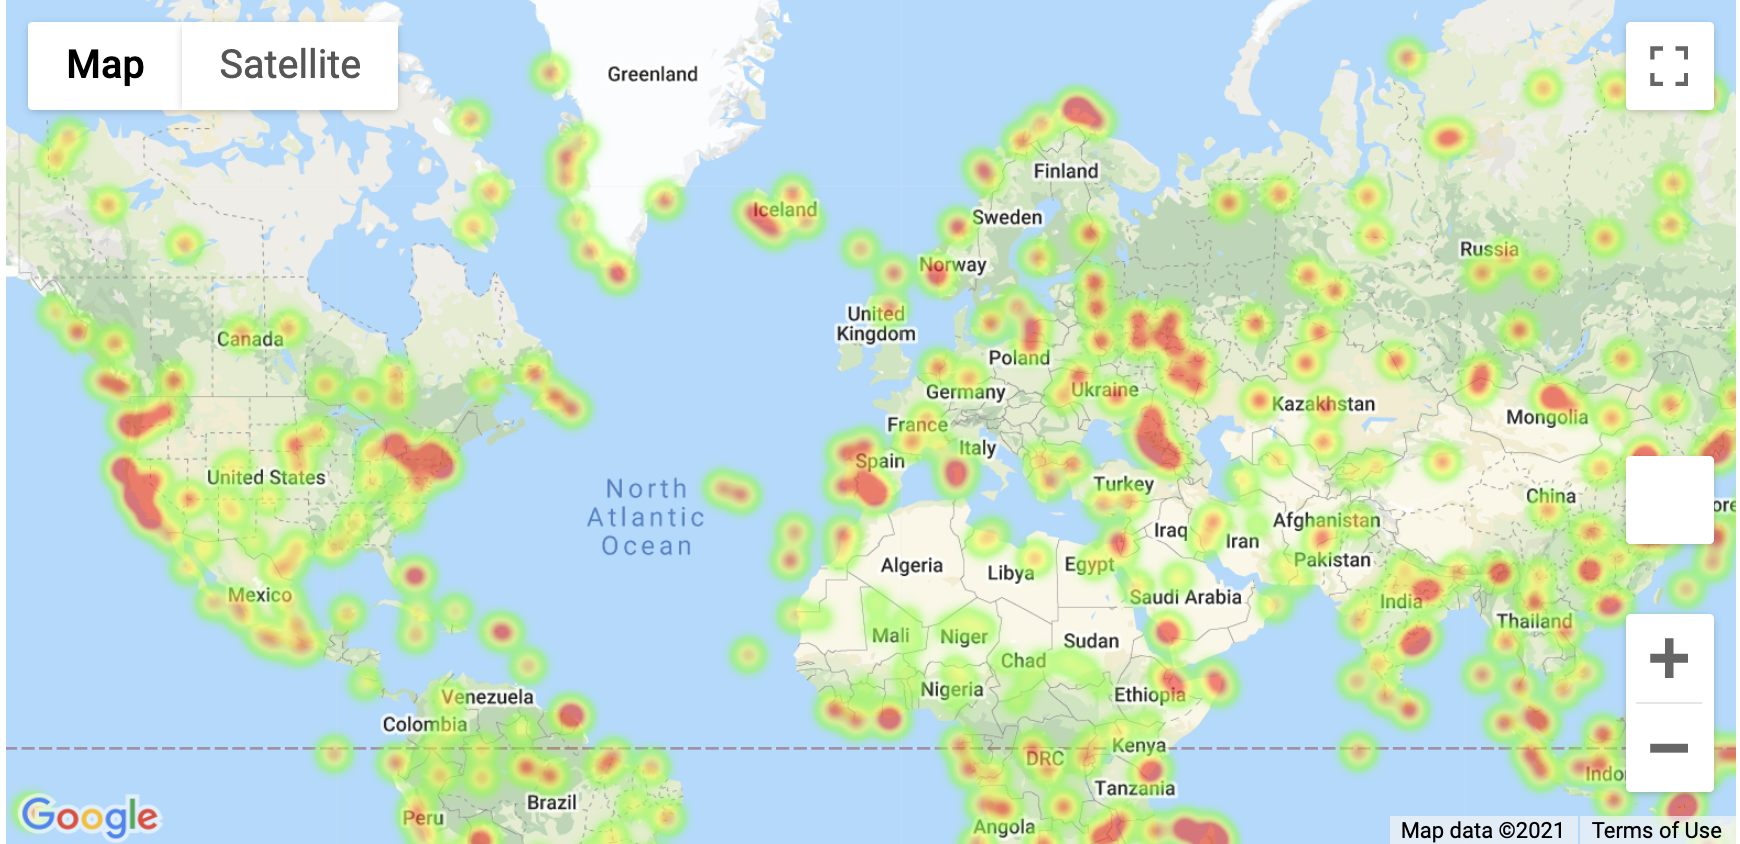 Map
Satellite
Greenland
Finland
Iceland
Sweden
Russia
Norway
United
Kingdom
Canada
Poland
Germany
Ukraine
Kazakhstan
Mongolia
France
Italy
Spain
United States
Turkey
North
Atlantic
Ocean
China
Afghanistan
Iraq
Iran
Pakistan
Algeria
Libya
Egypt
Mexico
Saudi Arabia
India
Thailand
Mali
Niger
Sudan
Chad
Nigeria
Ethiopia
Venezuela
Colombia
Kenya
DRC
Indo
Tanzania
Brazil
Peru
Angola
Google
Map data ©2021
Terms of Use